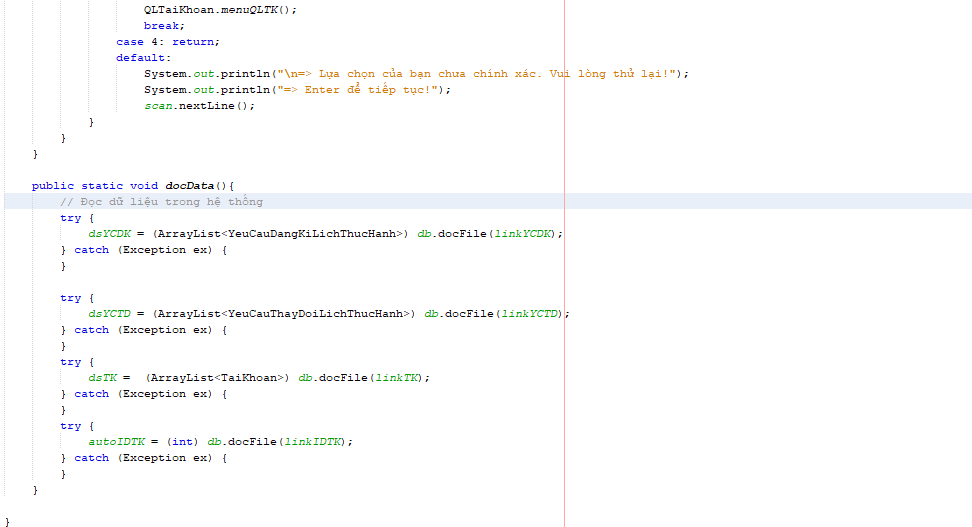 QLTaiKhoan.menuQLTK();
break;
case 4: return;
default:
System.out.println("\n=> Lựa chọn của bạn chưa chính xác. Vui lòng thử lại!");
System.out.println("=> Enter để tiếp tục!");
scan.nextLine();
}
}
}
public static void docData(){
// Đọc dữ liệu trong hệ thống
try {
dsYCDK = (ArrayList<YeuCauDangKiLichThucHanh>) db.docFile(linkYCDK);
} catch (Exception ex) {
}
try {
dsYCTD = (ArrayList<YeuCauThayDoiLichThucHanh>) db.docFile(linkYCTD);
} catch (Exception ex) {
}
try {
dsTK =  (ArrayList<TaiKhoan>) db.docFile(linkTK);
} catch (Exception ex) {
}
try {
autoIDTK = (int) db.docFile(linkIDTK);
} catch (Exception ex) {
}
}
}